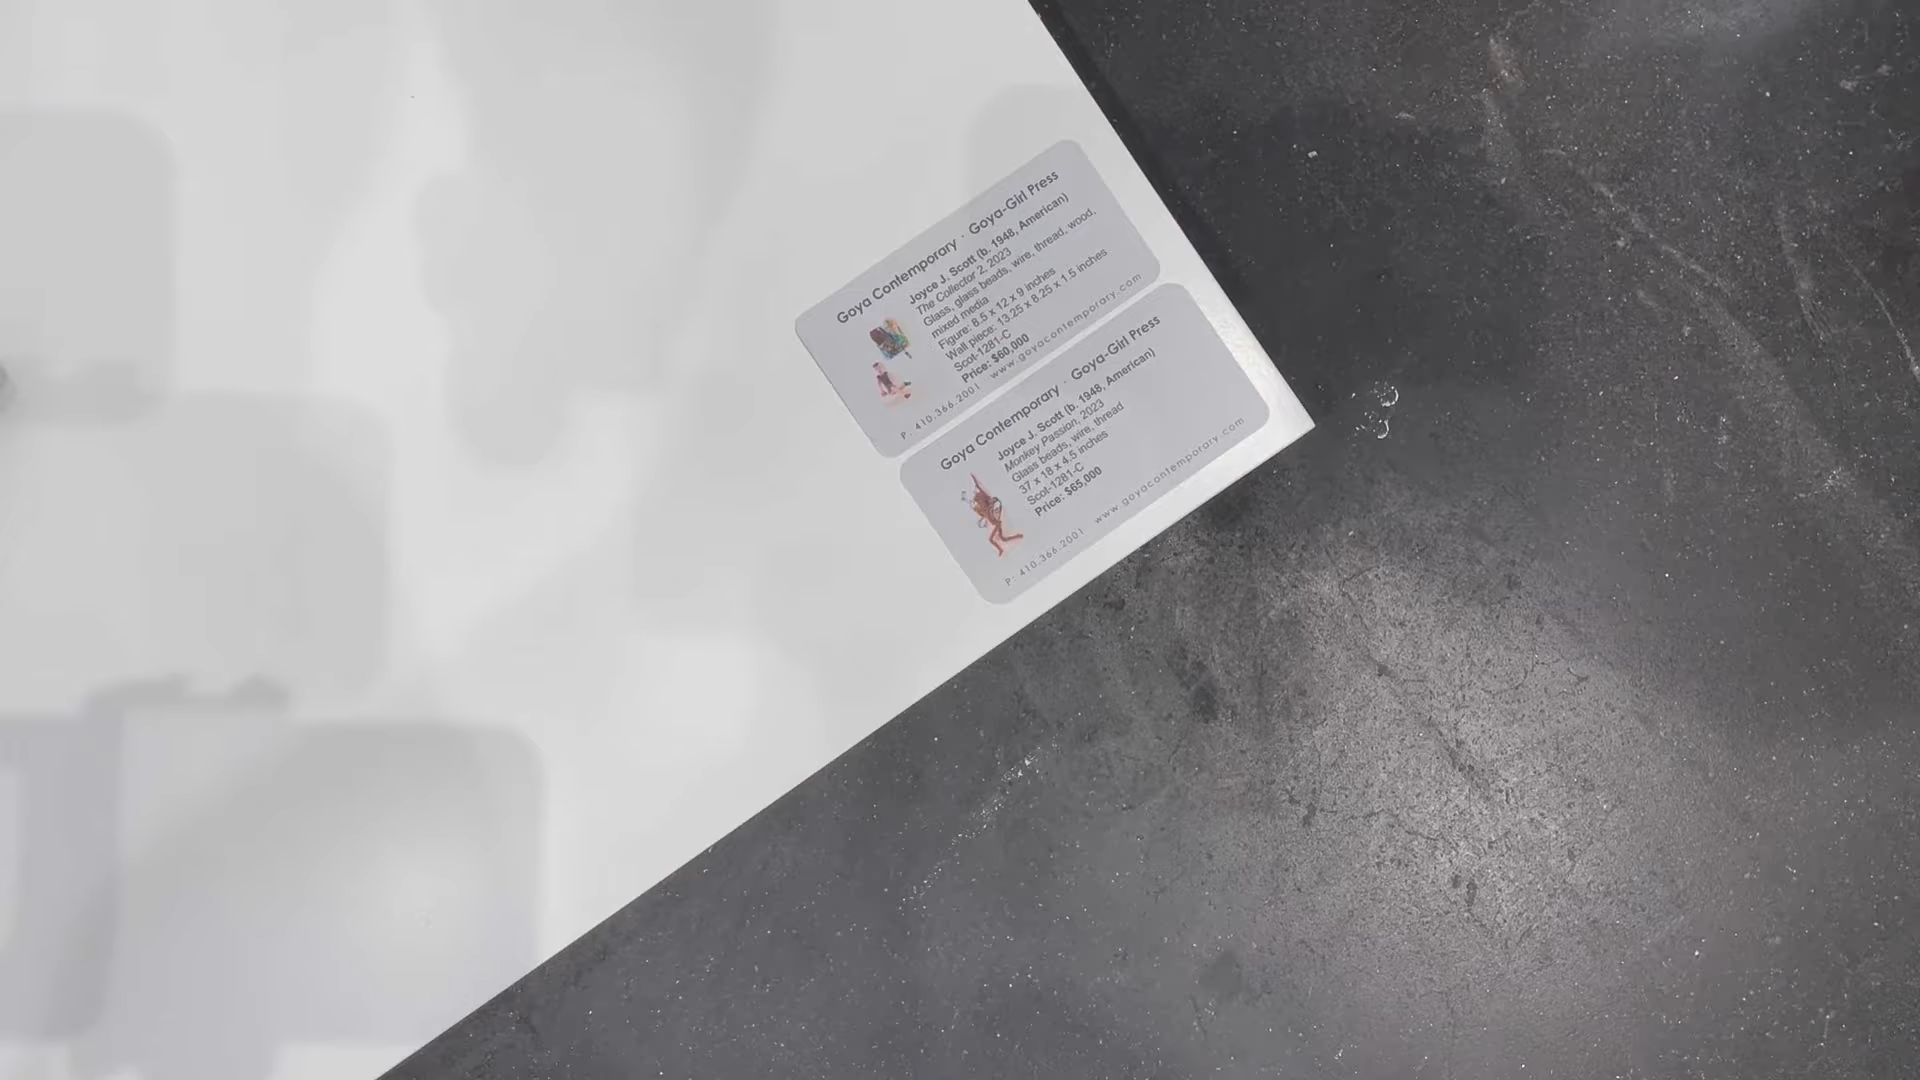 Goya Contemporary · Goya-Girl Press
Joyce J. Scott (b. 1948, American)
The Collector 2, 2023
Glass, glass beads, wire, thread, wood,
mixed media
Figure: 8.5 x 12 x 9 inches
Wall piece: 13.25 x 8.25 x 1.5 inches
Scot-1281-C
Price: $60,000
P: 410.366.2001 www.goyacontemporary.com
Goya Contemporary · Goya-Girl Press
Joyce J. Scott (b. 1948, American)
Monkey Passion, 2023
Glass beads, wire, thread
37 x 18 x 4.5 inches
Scot-1281-C
Price: $65,000
P: 410.366.2001 www.goyacontemporary.com